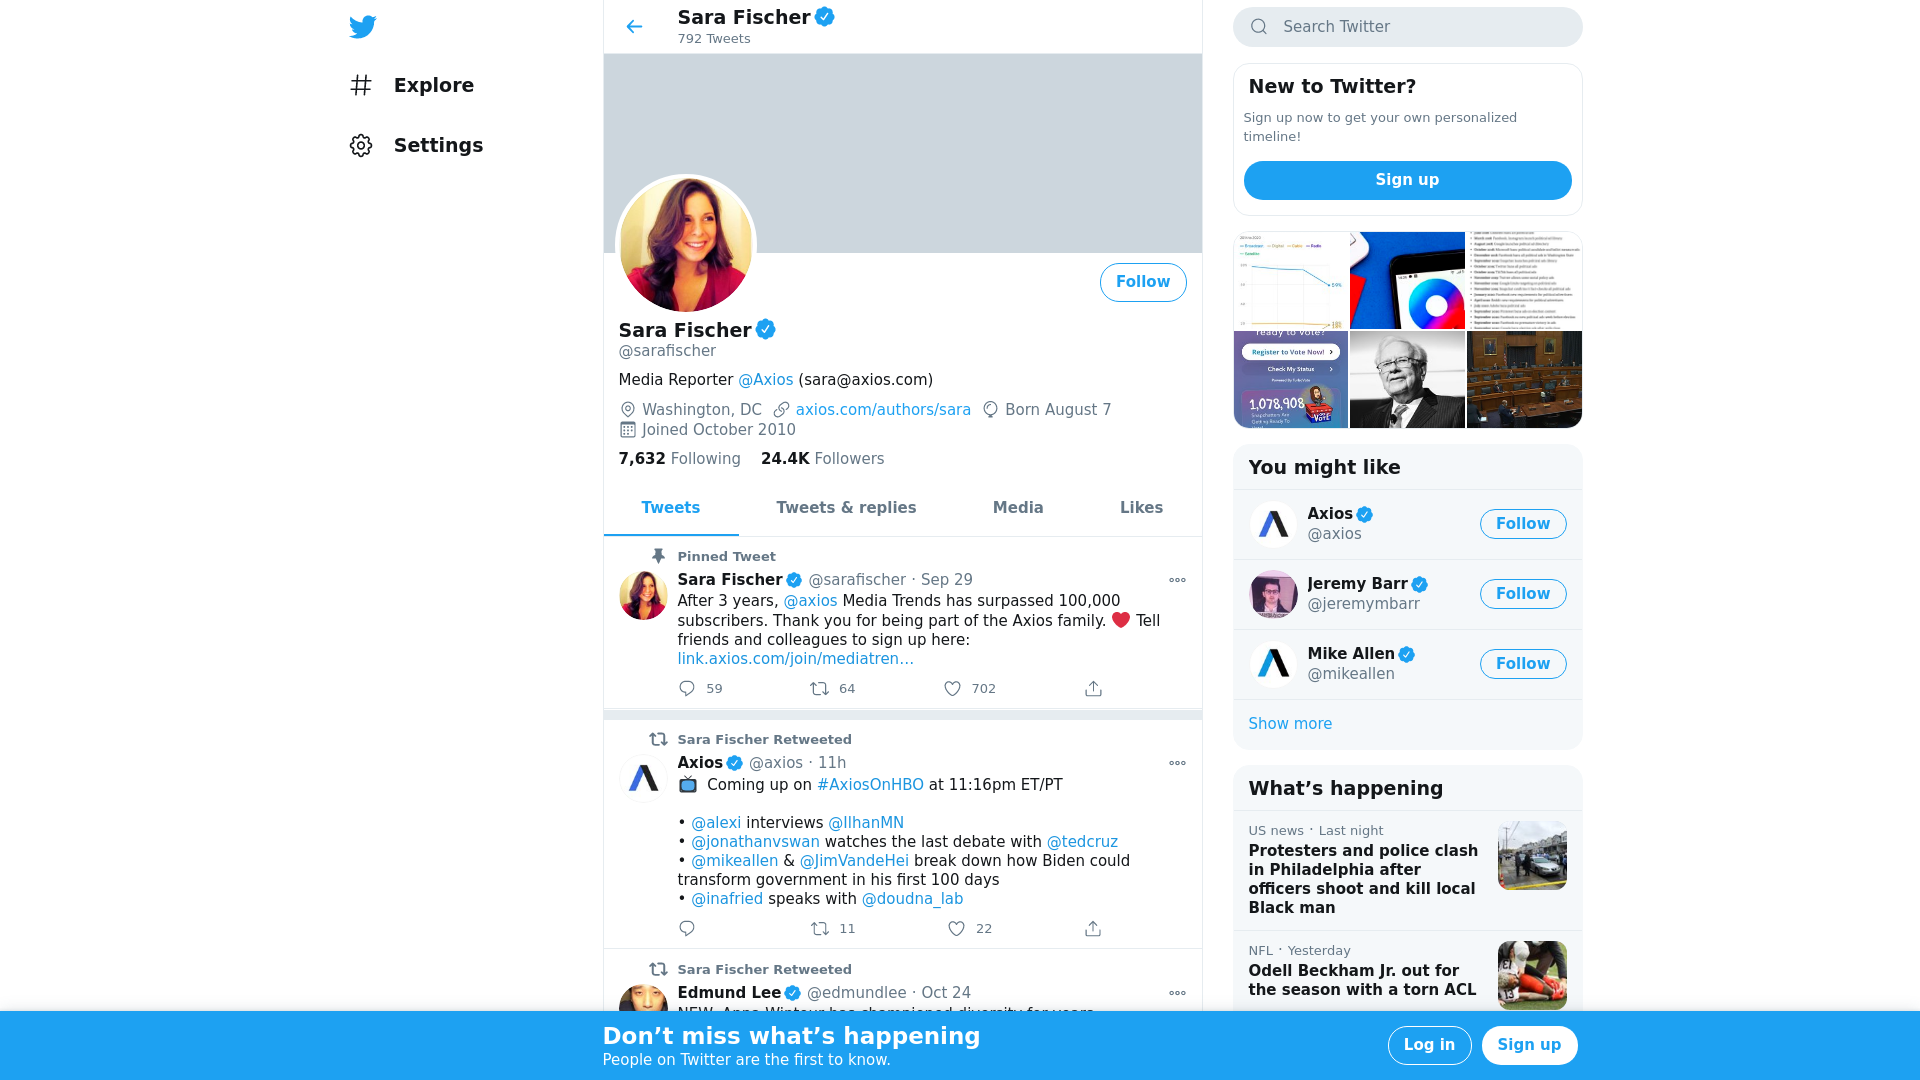 Explore
Settings
Sara Fischer
792 Tweets
Follow
Sara Fischer
@sarafischer
Media Reporter @Axios (sara@axios.com)
Washington, DC axios.com/authors/sara Born August 7
Joined October 2010
7,632 Following 24.4K Followers
Tweets Tweets & replies Media Likes
Pinned Tweet
Sara Fischer @sarafischer · Sep 29
After 3 years, @axios Media Trends has surpassed 100,000
subscribers. Thank you for being part of the Axios family. ❤️ Tell
friends and colleagues to sign up here:
link.axios.com/join/mediatren…
59 64 702
Sara Fischer Retweeted
Axios @axios · 11h
📺 Coming up on #AxiosOnHBO at 11:16pm ET/PT
• @alexi interviews @IlhanMN
• @jonathanvswan watches the last debate with @tedcruz
• @mikeallen & @JimVandeHei break down how Biden could
transform government in his first 100 days
• @inafried speaks with @doudna_lab
11 22
Sara Fischer Retweeted
Edmund Lee @edmundlee · Oct 24
Search Twitter
New to Twitter?
Sign up now to get your own personalized
timeline!
Sign up
ready to vote?
Register to Vote Now!
Check My Status
1,078,908
You might like
Axios
@axios
Follow
Jeremy Barr
@jeremymbarr
Follow
Mike Allen
@mikeallen
Follow
Show more
What’s happening
US news · Last night
Protesters and police clash
in Philadelphia after
officers shoot and kill local
Black man
NFL · Yesterday
Odell Beckham Jr. out for
the season with a torn ACL
Don’t miss what’s happening
People on Twitter are the first to know.
Log in
Sign up